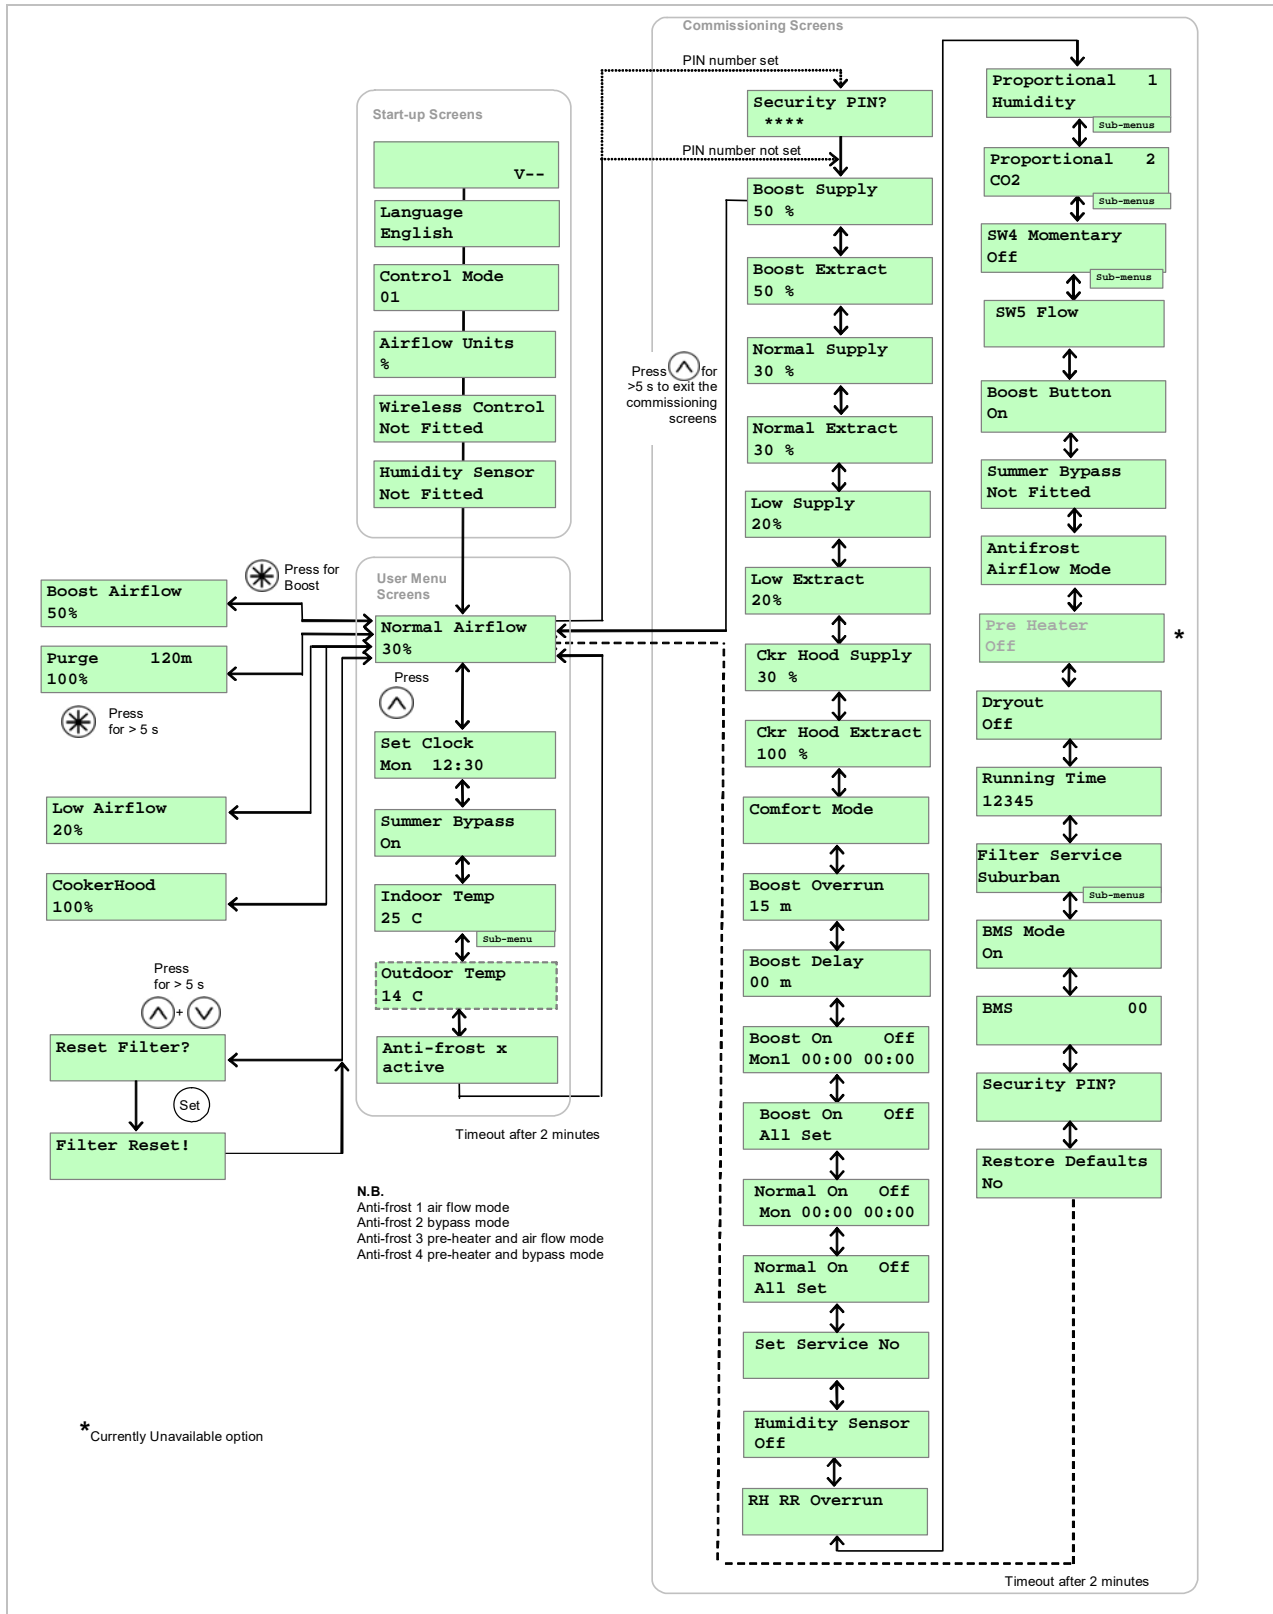 Commissioning Screens
PIN number set
Security PIN?
****
PIN number not set
Start-up Screens
V--
Language
English
Control Mode
01
Airflow Units
%
Wireless Control
Not Fitted
Humidity Sensor
Not Fitted
Press for
Boost
User Menu
Screens
Boost Airflow
50%
Normal Airflow
30%
Purge 120m
100%
Press
for > 5 s
Press
Set Clock
Mon 12:30
Low Airflow
20%
Summer Bypass
On
CookerHood
100%
Indoor Temp
25 C
Sub-menu
Outdoor Temp
14 C
Press
for > 5 s
+
Reset Filter?
Anti-frost x
active
Set
Filter Reset!
Timeout after 2 minutes
N.B.
Anti-frost 1 air flow mode
Anti-frost 2 bypass mode
Anti-frost 3 pre-heater and air flow mode
Anti-frost 4 pre-heater and bypass mode
*Currently Unavailable option
Press for
>5 s to exit the
commissioning
screens
Boost Supply
50 %
Boost Extract
50 %
Normal Supply
30 %
Normal Extract
30 %
Low Supply
20%
Low Extract
20%
Ckr Hood Supply
30 %
Ckr Hood Extract
100 %
Comfort Mode
Boost Overrun
15 m
Boost Delay
00 m
Boost On Off
Mon1 00:00 00:00
Boost On Off
All Set
Normal On Off
Mon 00:00 00:00
Normal On Off
All Set
Set Service No
Humidity Sensor
Off
RH RR Overrun
Proportional 1
Humidity
Sub-menus
Proportional 2
CO2
Sub-menus
SW4 Momentary
Off
Sub-menus
SW5 Flow
Boost Button
On
Summer Bypass
Not Fitted
Antifrost
Airflow Mode
Pre Heater
Off
*
Dryout
Off
Running Time
12345
Filter Service
Suburban
Sub-menus
BMS Mode
On
BMS 00
Security PIN?
Restore Defaults
No
Timeout after 2 minutes